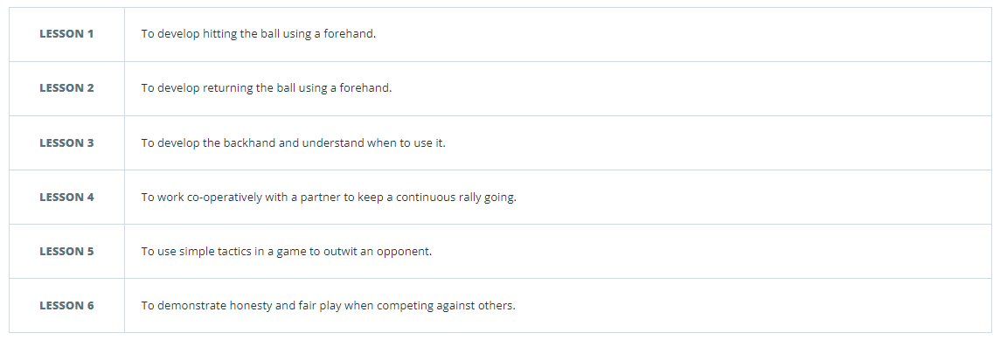 LESSON 1 To develop hitting the ball using a forehand.
LESSON 2 To develop returning the ball using a forehand.
LESSON 3 To develop the backhand and understand when to use it.
LESSON 4 To work co-operatively with a partner to keep a continuous rally going.
LESSON 5 To use simple tactics in a game to outwit an opponent.
LESSON 6 To demonstrate honesty and fair play when competing against others.